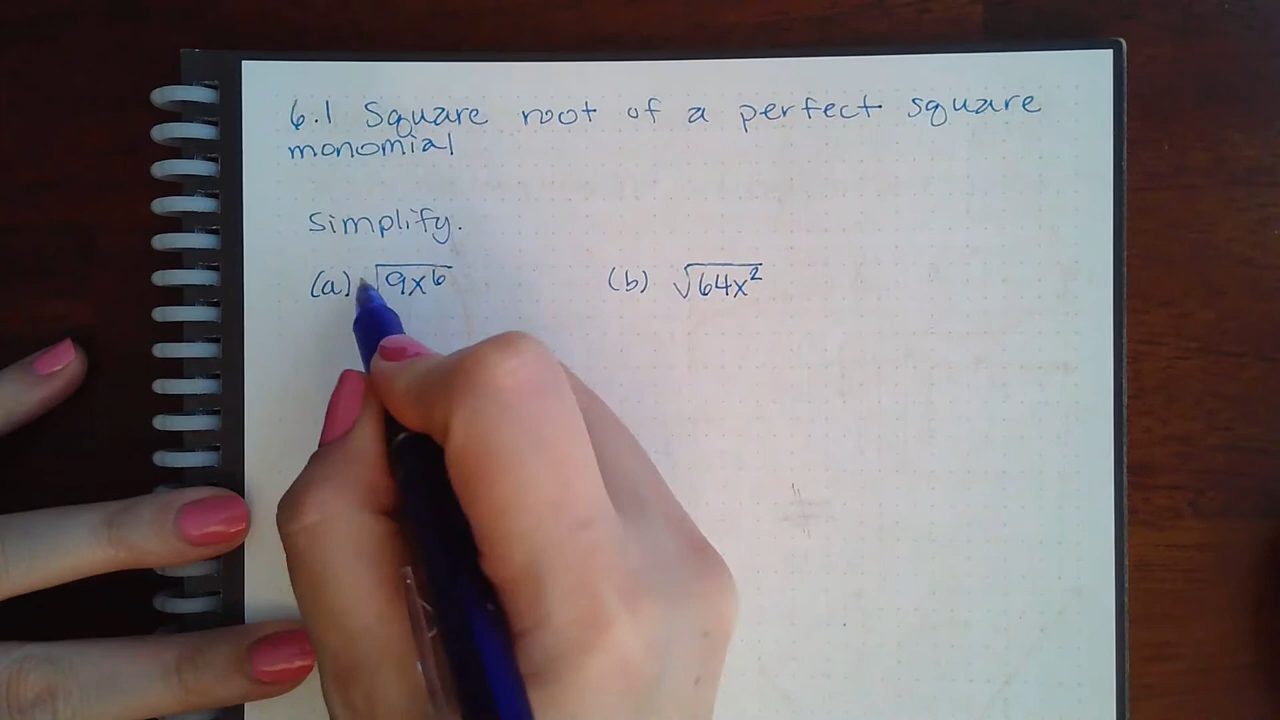 6.1 Square root of a perfect square
monomial
Simplify.
(a) √9x⁶ (b) √64x²